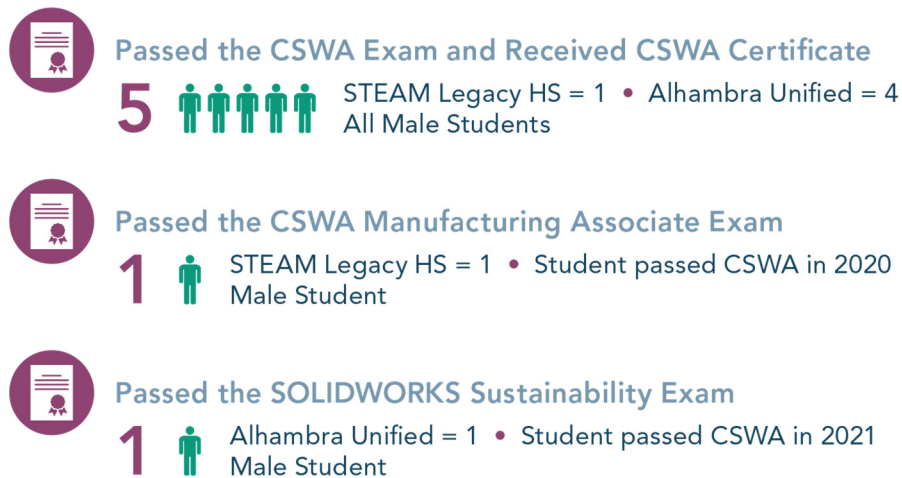 Passed the CSWA Exam and Received CSWA Certificate
5 STEAM Legacy HS = 1 • Alhambra Unified = 4
All Male Students
Passed the CSWA Manufacturing Associate Exam
1 STEAM Legacy HS = 1 • Student passed CSWA in 2020
Male Student
Passed the SOLIDWORKS Sustainability Exam
1 Alhambra Unified = 1 • Student passed CSWA in 2021
Male Student